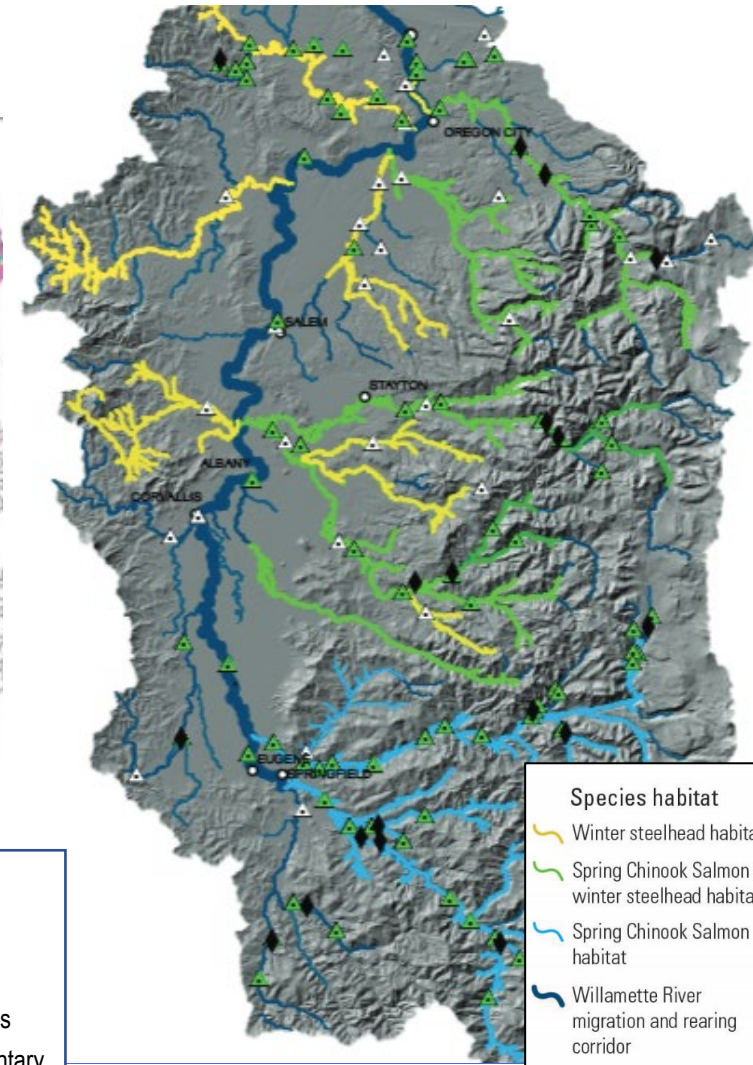 OREGON CITY
SALEM
STAYTON
ALBANY
CORVALLIS
EUGENE
SPRINGFIELD
Species habitat
Winter steelhead habita
Spring Chinook Salmon
winter steelhead habita
Spring Chinook Salmon
habitat
Willamette River
migration and rearing
corridor
s
ntary